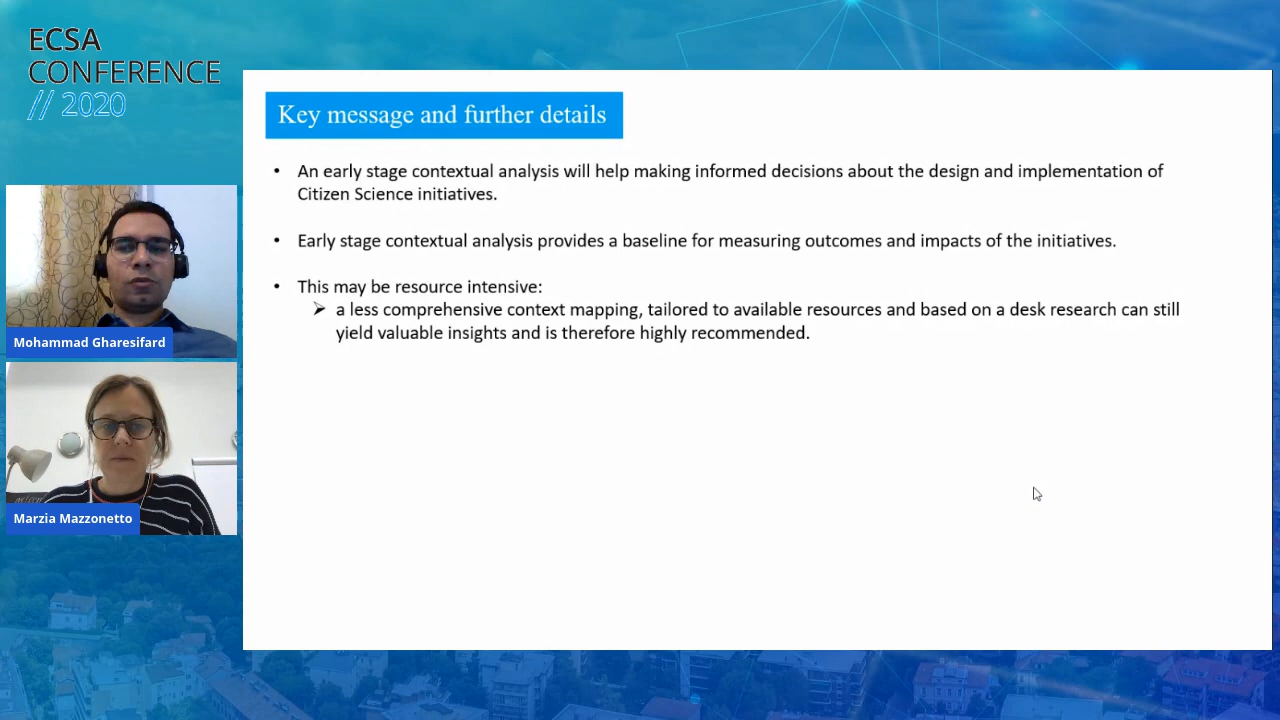 ECSA
CONFERENCE
// 2020
Key message and further details
• An early stage contextual analysis will help making informed decisions about the design and implementation of
Citizen Science initiatives.
• Early stage contextual analysis provides a baseline for measuring outcomes and impacts of the initiatives.
• This may be resource intensive:
➢ a less comprehensive context mapping, tailored to available resources and based on a desk research can still
yield valuable insights and is therefore highly recommended.
Mohammad Gharesifard
Marzia Mazzonetto